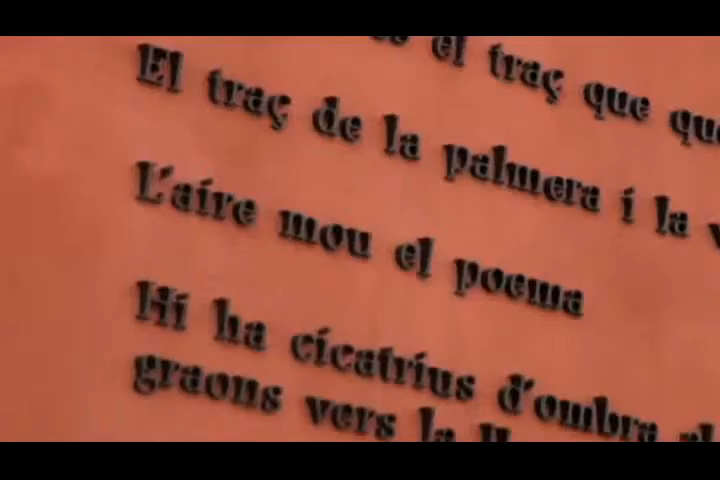 el traç que
El traç de la palmera i la
L'aire mou el poema
Hi ha cicatrius d'ombra
graons vers la